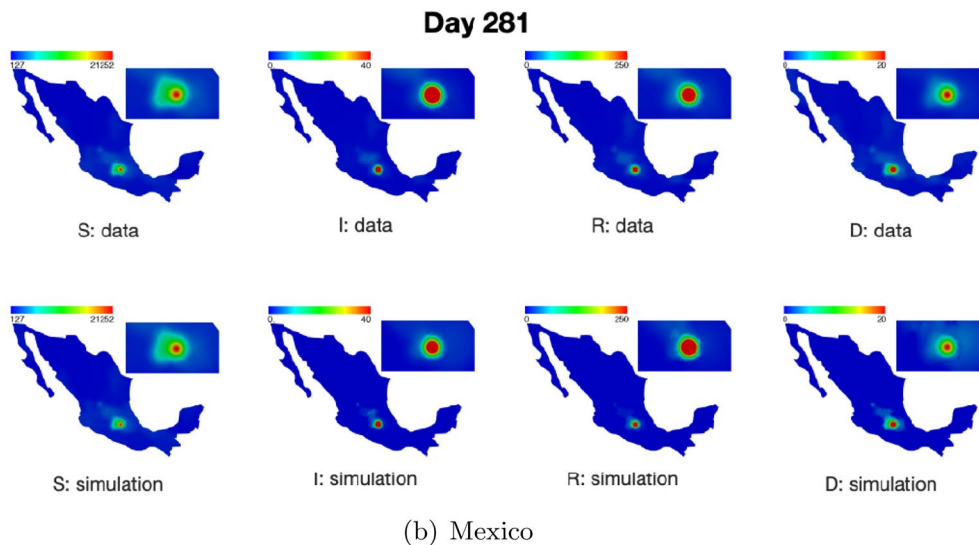 Day 281
127 21252 0 40 0 250 0 20
S: data I: data R: data D: data
127 21252 0 40 0 250 0 20
S: simulation I: simulation R: simulation D: simulation
(b) Mexico